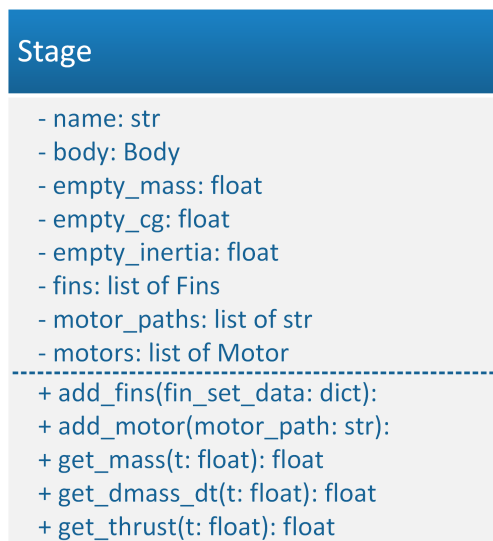 Stage
- name: str
- body: Body
- empty_mass: float
- empty_cg: float
- empty_inertia: float
- fins: list of Fins
- motor_paths: list of str
- motors: list of Motor
+ add_fins(fin_set_data: dict):
+ add_motor(motor_path: str):
+ get_mass(t: float): float
+ get_dmass_dt(t: float): float
+ get_thrust(t: float): float